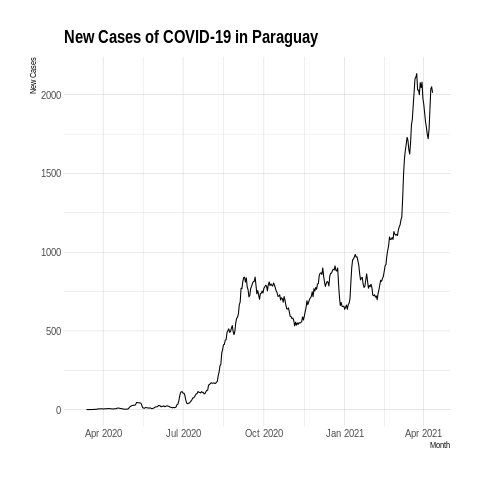 New Cases of COVID-19 in Paraguay
New Cases
2000
1500
1000
500
0
Apr 2020 Jul 2020 Oct 2020 Jan 2021 Apr 2021
Month